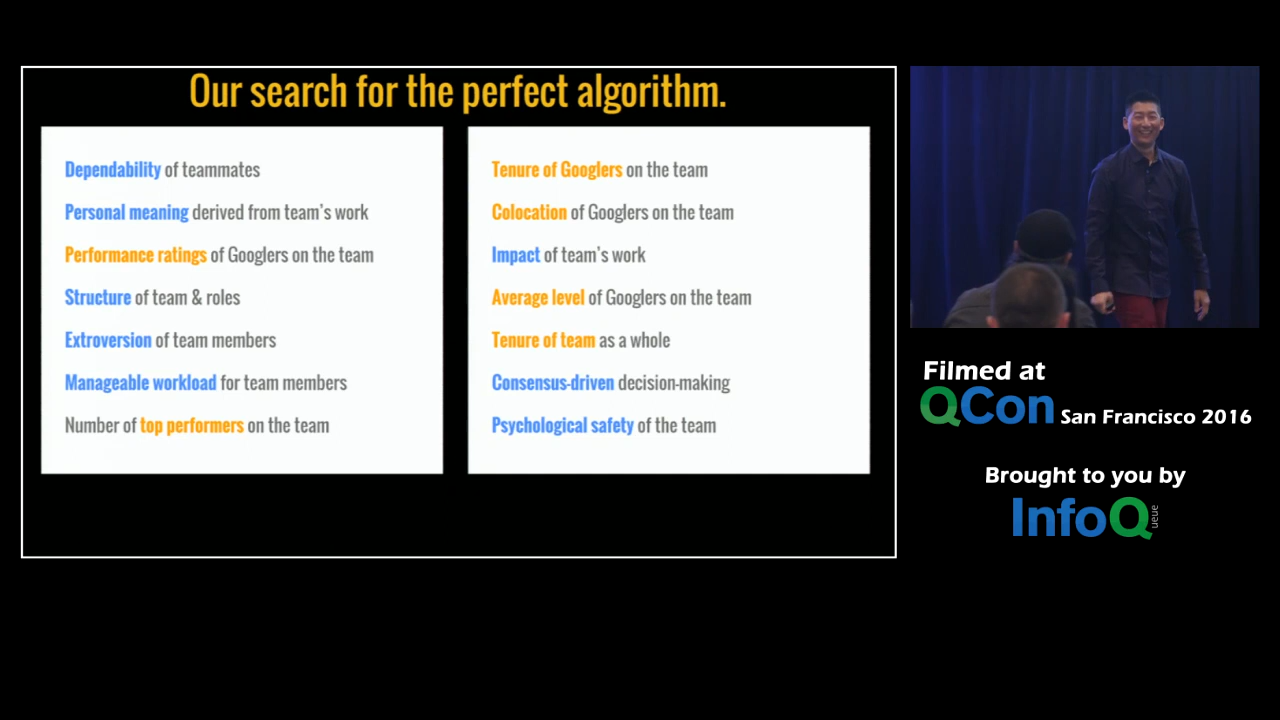 Our search for the perfect algorithm.
Dependability of teammates
Personal meaning derived from team's work
Performance ratings of Googlers on the team
Structure of team & roles
Extroversion of team members
Manageable workload for team members
Number of top performers on the team
Tenure of Googlers on the team
Colocation of Googlers on the team
Impact of team's work
Average level of Googlers on the team
Tenure of team as a whole
Consensus-driven decision-making
Psychological safety of the team
Filmed at
QCon San Francisco 2016
Brought to you by
InfoQueue